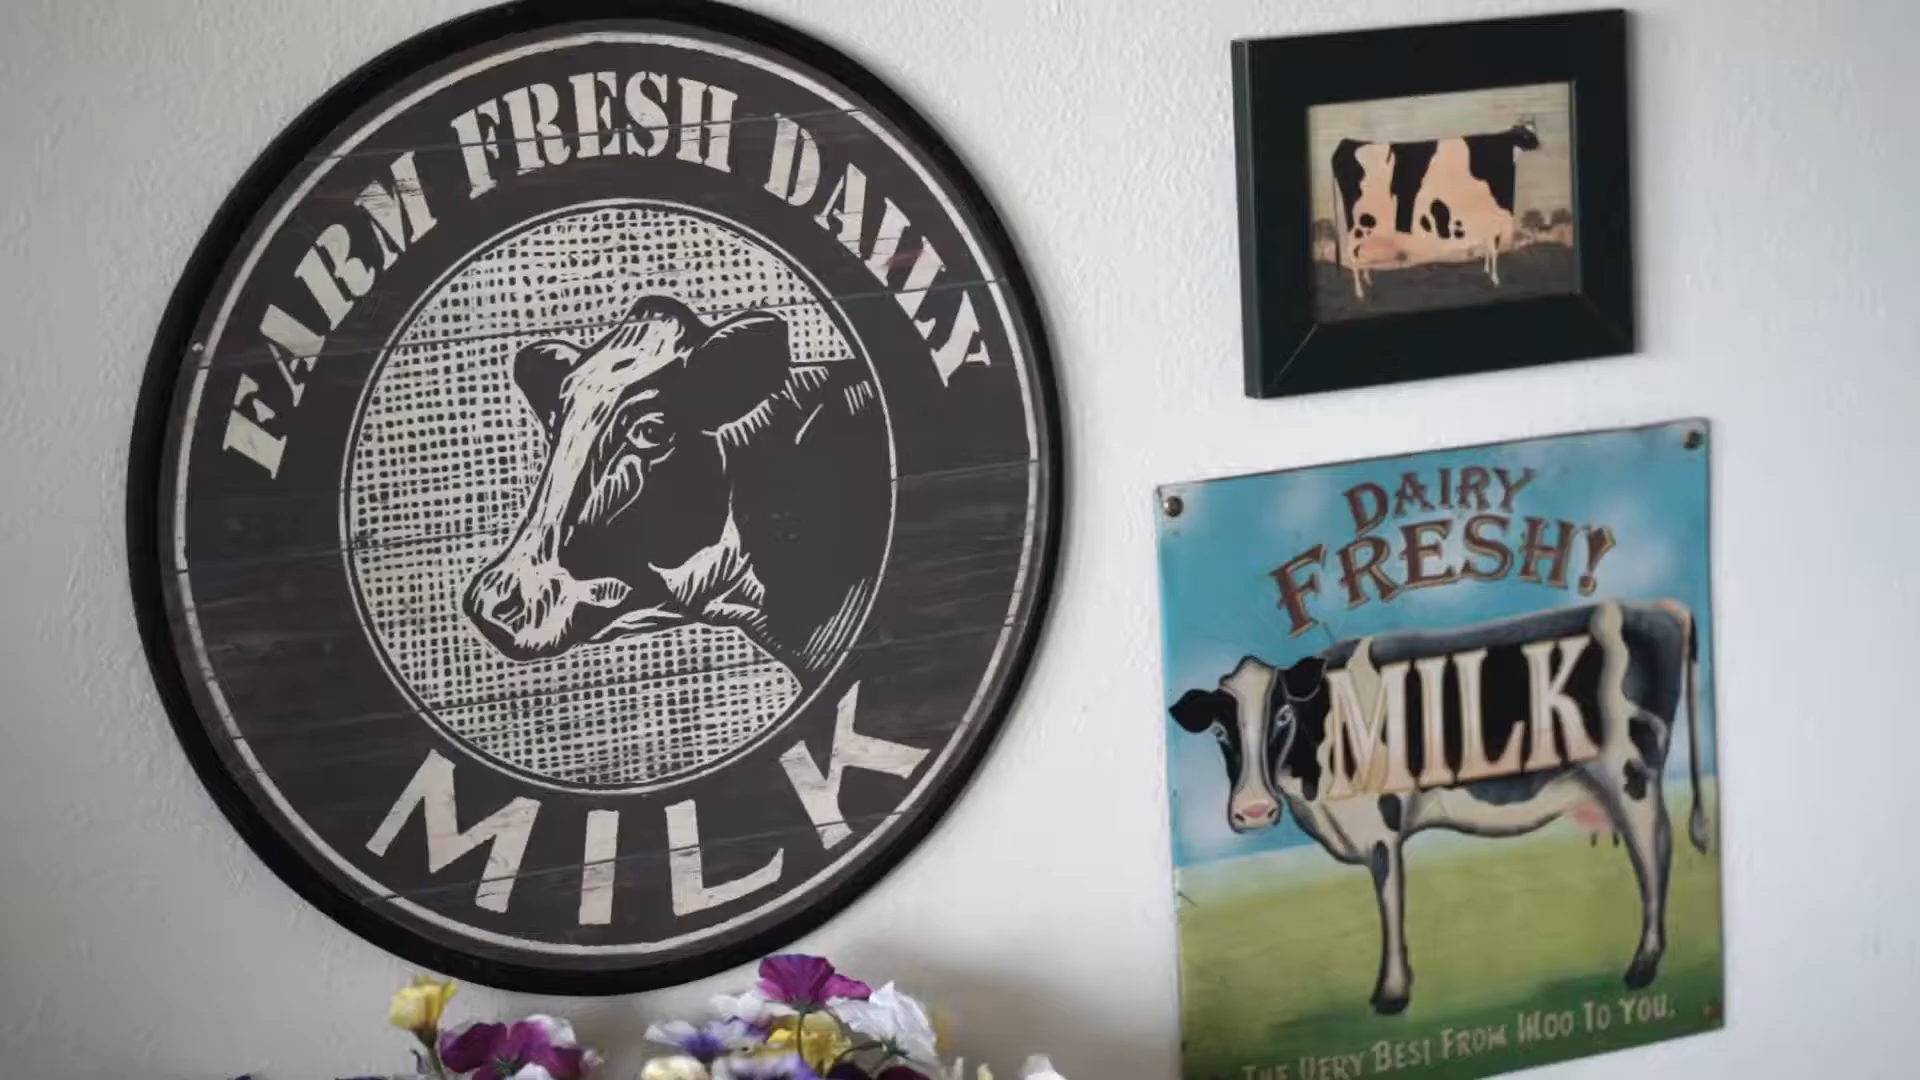 FARM FRESH DAILY
MILK
DAIRY
FRESH!
MILK
THE VERY BEST FROM MOO TO YOU.